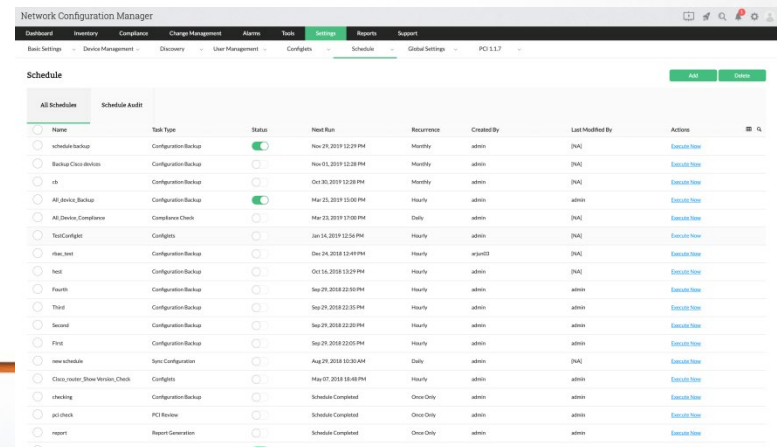 Network Configuration Manager
Dashboard Inventory Compliance Change Management Alarms Tools Settings Reports Support
Basic Settings Device Management Discovery User Management Configlets Schedule Global Settings PCI 1.1.7
Schedule Add Delete
All Schedules Schedule Audit
Name Task Type Status Next Run Recurrence Created By Last Modified By Actions
schedule backup Configuration Backup Nov 29, 2019 12:29 PM Monthly admin [NA] Execute Now
Backup Cisco devices Configuration Backup Nov 01, 2019 12:28 PM Monthly admin [NA] Execute Now
cb Configuration Backup Oct 30, 2019 12:28 PM Monthly admin [NA] Execute Now
All_device_Backup Configuration Backup Mar 25, 2019 15:00 PM Hourly admin admin Execute Now
All_Device_Compliance Compliance Check Mar 23, 2019 17:00 PM Daily admin [NA] Execute Now
TestConfiglet Configlets Jan 14, 2019 12:56 PM Hourly admin [NA] Execute Now
rbac_test Configuration Backup Dec 24, 2018 12:49 PM Hourly arjun03 [NA] Execute Now
hest Configuration Backup Oct 16, 2018 13:29 PM Hourly admin [NA] Execute Now
Fourth Configuration Backup Sep 29, 2018 22:50 PM Hourly admin admin Execute Now
Third Configuration Backup Sep 29, 2018 22:35 PM Hourly admin admin Execute Now
Second Configuration Backup Sep 29, 2018 22:20 PM Hourly admin admin Execute Now
First Configuration Backup Sep 29, 2018 22:05 PM Hourly admin admin Execute Now
new schedule Sync Configuration Aug 29, 2018 10:30 AM Daily admin [NA] Execute Now
Cisco_router_Show Version_Check Configlets May 07, 2018 18:48 PM Hourly admin admin Execute Now
checking Configuration Backup Schedule Completed Once Only admin admin Execute Now
pci check PCI Review Schedule Completed Once Only admin admin Execute Now
report Report Generation Schedule Completed Once Only admin admin Execute Now